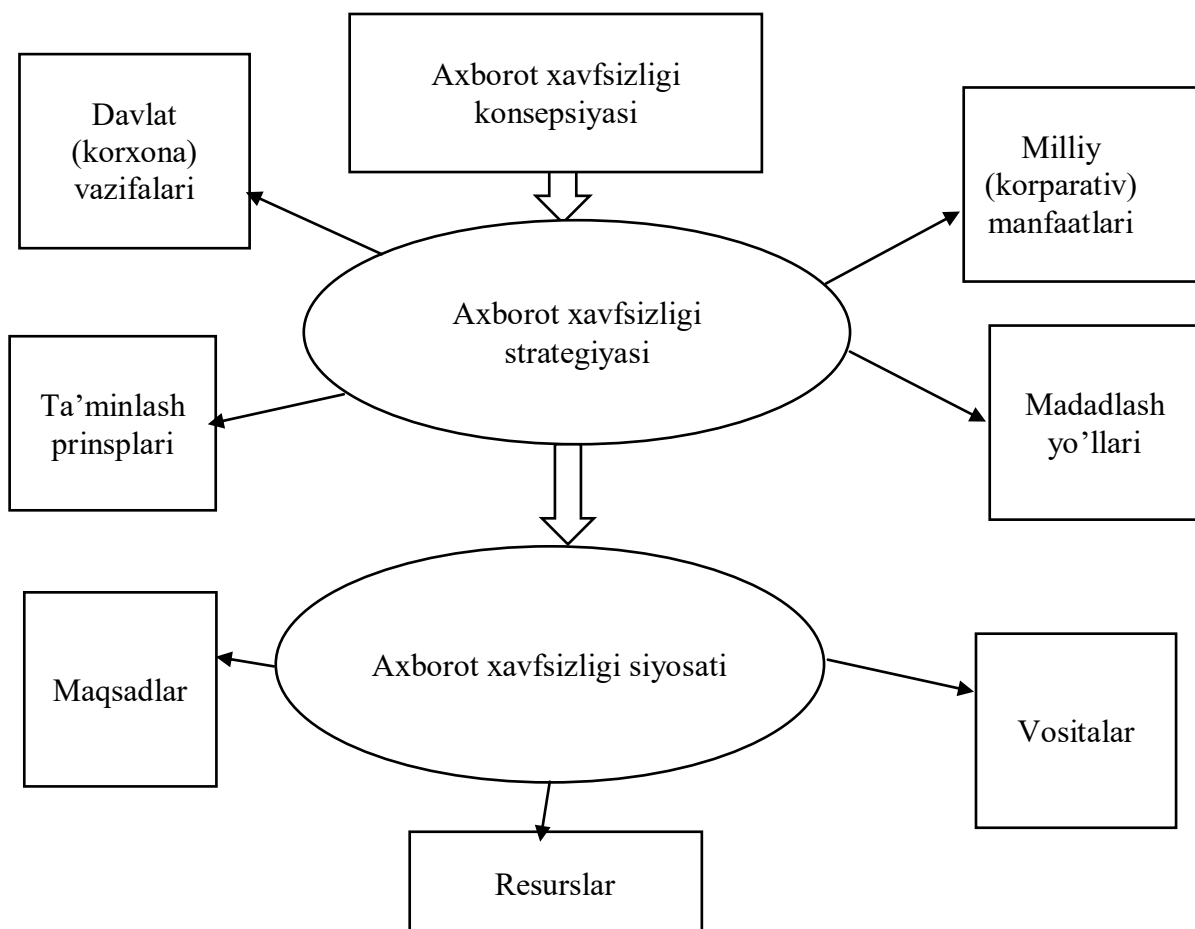 Axborot xavfsizligi
konsepsiyasi
Davlat
(korxona)
vazifalari
Milliy
(korparativ)
manfaatlari
Axborot xavfsizligi
strategiyasi
Ta’minlash
prinsplari
Madadlash
yo’llari
Axborot xavfsizligi siyosati
Maqsadlar
Vositalar
Resurslar